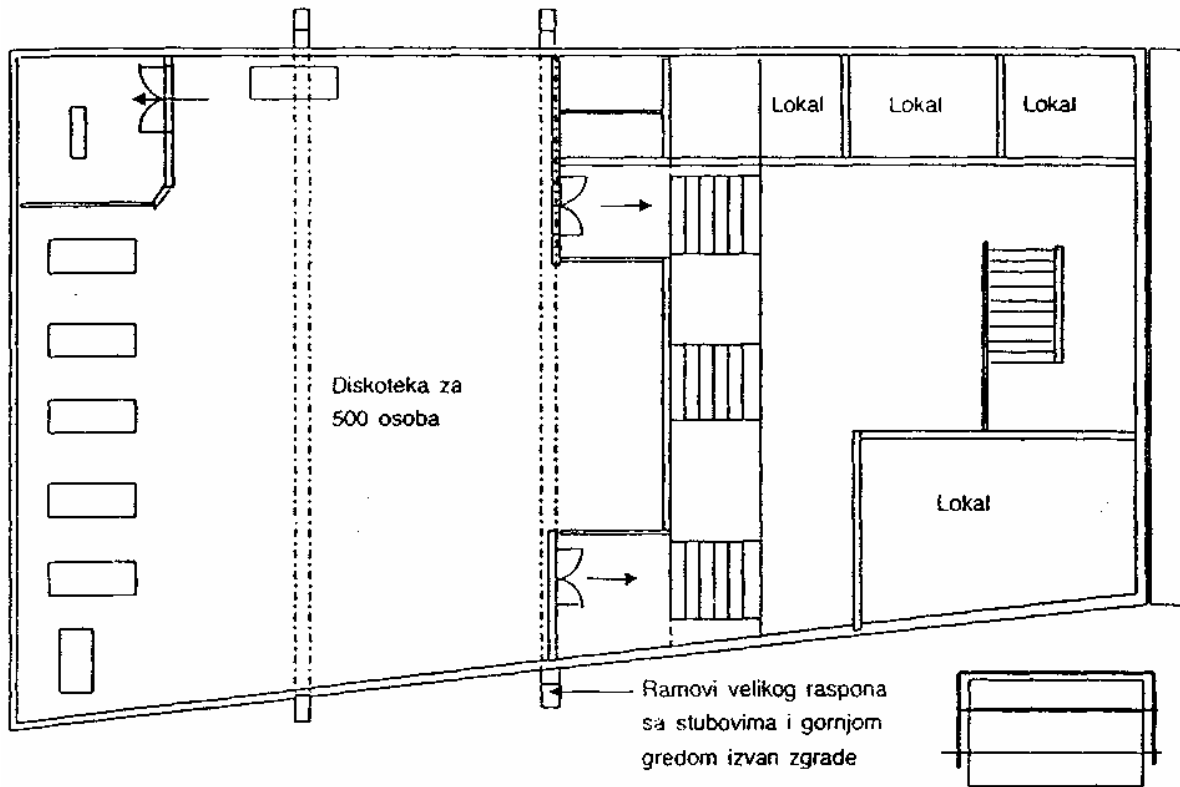 Lokal
Lokal
Lokal
Diskoteka za
500 osoba
Lokal
Ramovi velikog raspona
sa stubovima i gornjom
gredom izvan zgrade